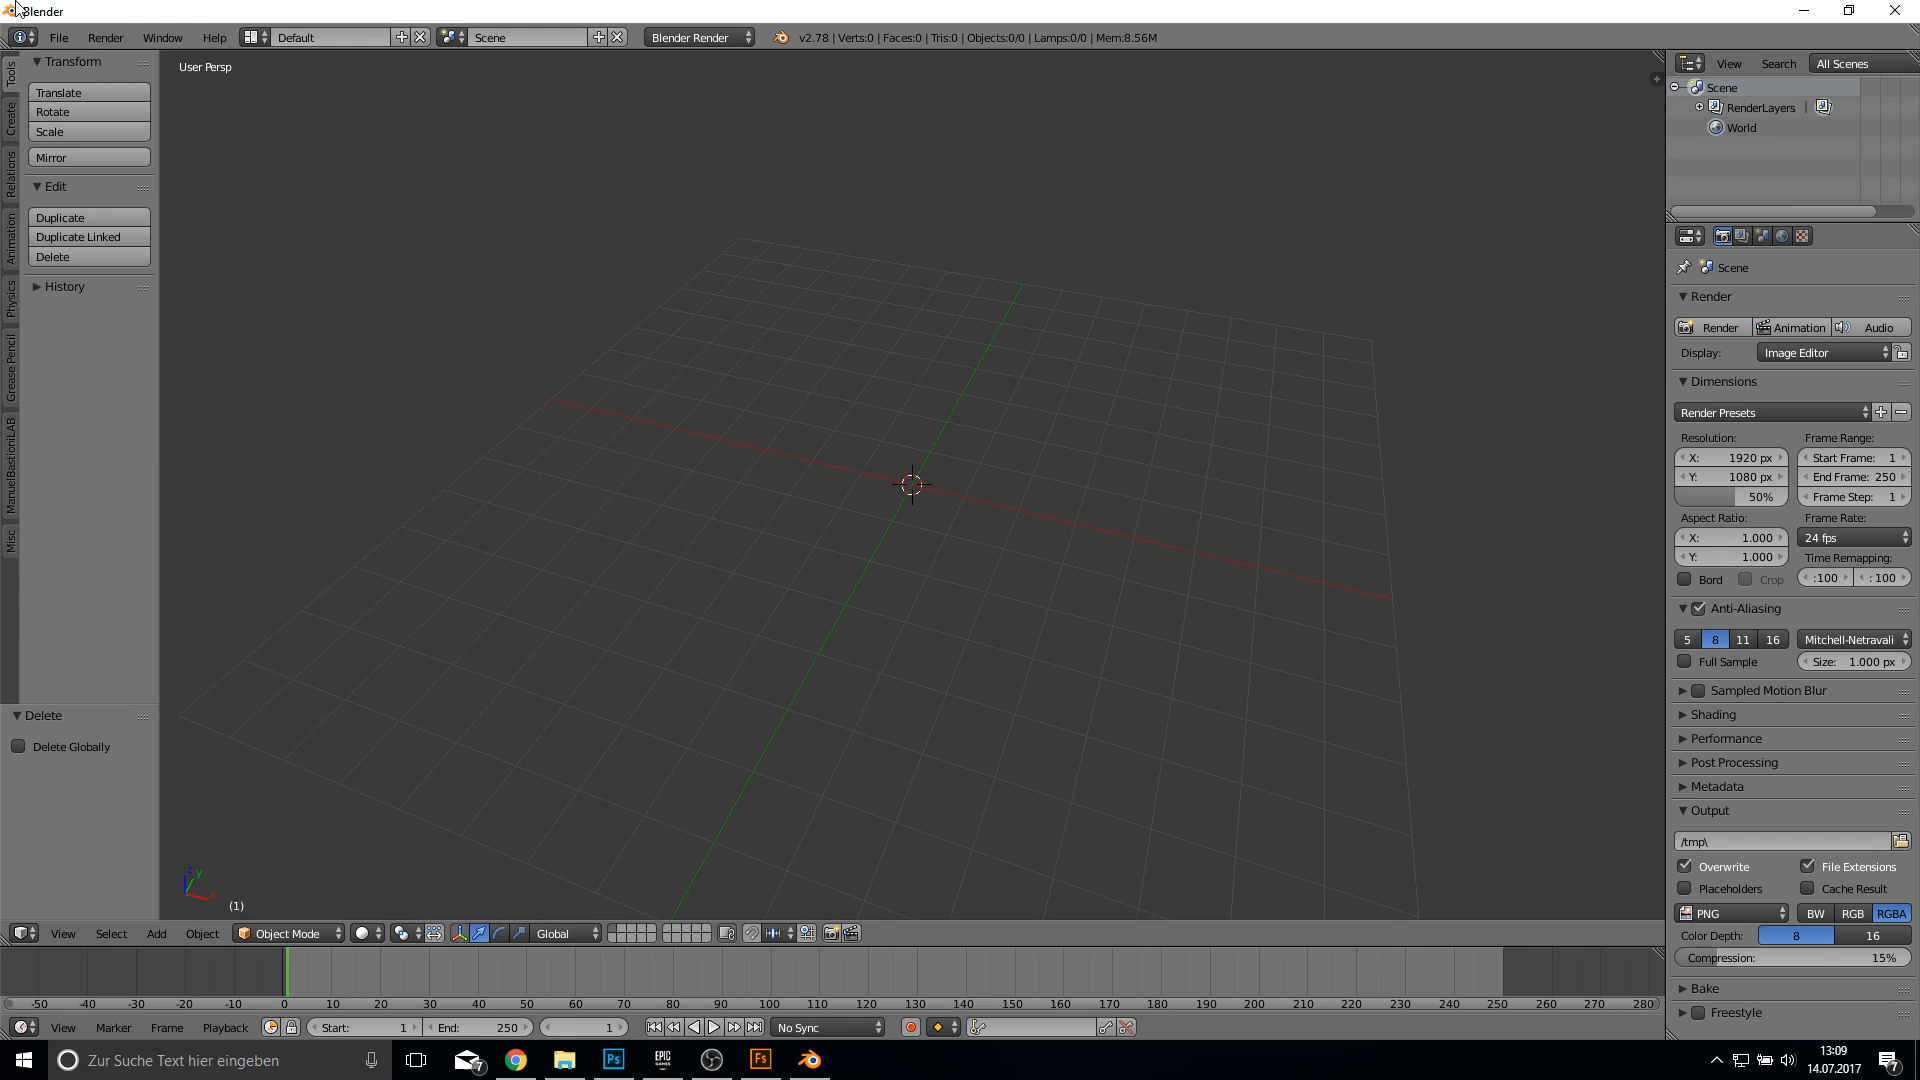 Blender
File Render Window Help Default Scene Blender Render v2.78 | Verts:0 | Faces:0 | Tris:0 | Objects:0/0 | Lamps:0/0 | Mem:8.56M
Tools
Create
Relations
Animation
Physics
Grease Pencil
ManuelBastioniLAB
Misc
Transform
Translate
Rotate
Scale
Mirror
Edit
Duplicate
Duplicate Linked
Delete
History
Delete
Delete Globally
User Persp
z
y
x
(1)
View Select Add Object Object Mode Global
-50 -40 -30 -20 -10 0 10 20 30 40 50 60 70 80 90 100 110 120 130 140 150 160 170 180 190 200 210 220 230 240 250 260 270 280
View Marker Frame Playback Start: 1 End: 250 1 No Sync
View Search All Scenes
Scene
RenderLayers |
World
Scene
Render
Render Animation Audio
Display: Image Editor
Dimensions
Render Presets
Resolution: Frame Range:
X: 1920 px Start Frame: 1
Y: 1080 px End Frame: 250
50% Frame Step: 1
Aspect Ratio: Frame Rate:
X: 1.000 24 fps
Y: 1.000 Time Remapping:
Bord Crop :100 : 100
Anti-Aliasing
5 8 11 16 Mitchell-Netravali
Full Sample Size: 1.000 px
Sampled Motion Blur
Shading
Performance
Post Processing
Metadata
Output
/tmp\
Overwrite File Extensions
Placeholders Cache Result
PNG BW RGB RGBA
Color Depth: 8 16
Compression: 15%
Bake
Freestyle
Zur Suche Text hier eingeben 7 Ps EPIC GAMES Fs 13:09 7
14.07.2017